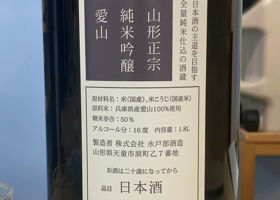 日本酒の王道を目指す
全量純米仕込の酒蔵
山形正宗
純米吟醸
愛山
原材料名：米(国産)、米こうじ(国産米)
原料米：兵庫県産愛山100%使用
精米歩合：50%
アルコール分：16度 内容量：1.8L
製造者 株式会社 水戸部酒造
山形県天童市原町乙7番地
お酒は二十歳になってから
品目 日本酒